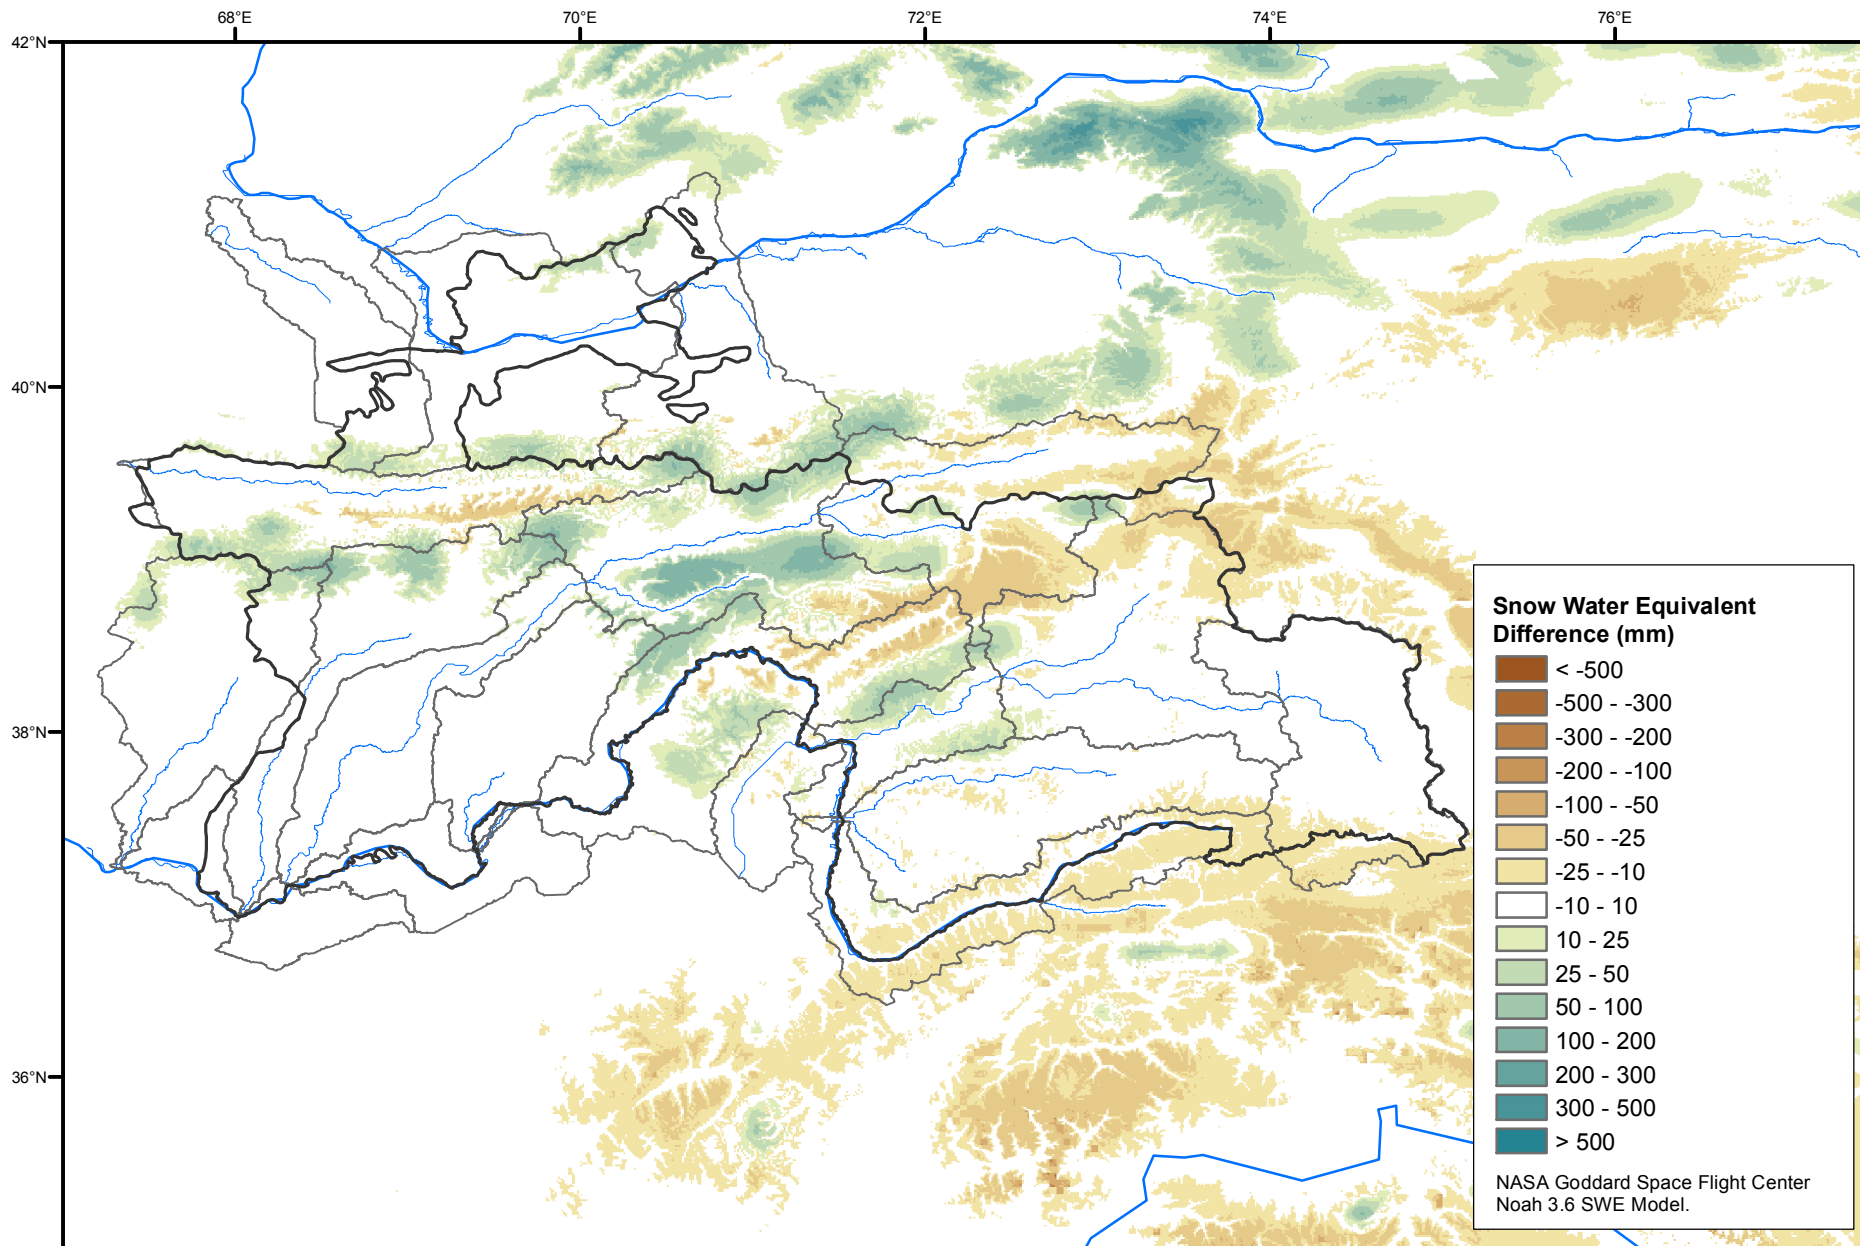 68°E
70°E
72°E
74°E
76°E
42°N
40°N
38°N
36°N
Snow Water Equivalent
Difference (mm)
< -500
-500 - -300
-300 - -200
-200 - -100
-100 - -50
-50 - -25
-25 - -10
-10 - 10
10 - 25
25 - 50
50 - 100
100 - 200
200 - 300
300 - 500
> 500
NASA Goddard Space Flight Center
Noah 3.6 SWE Model.